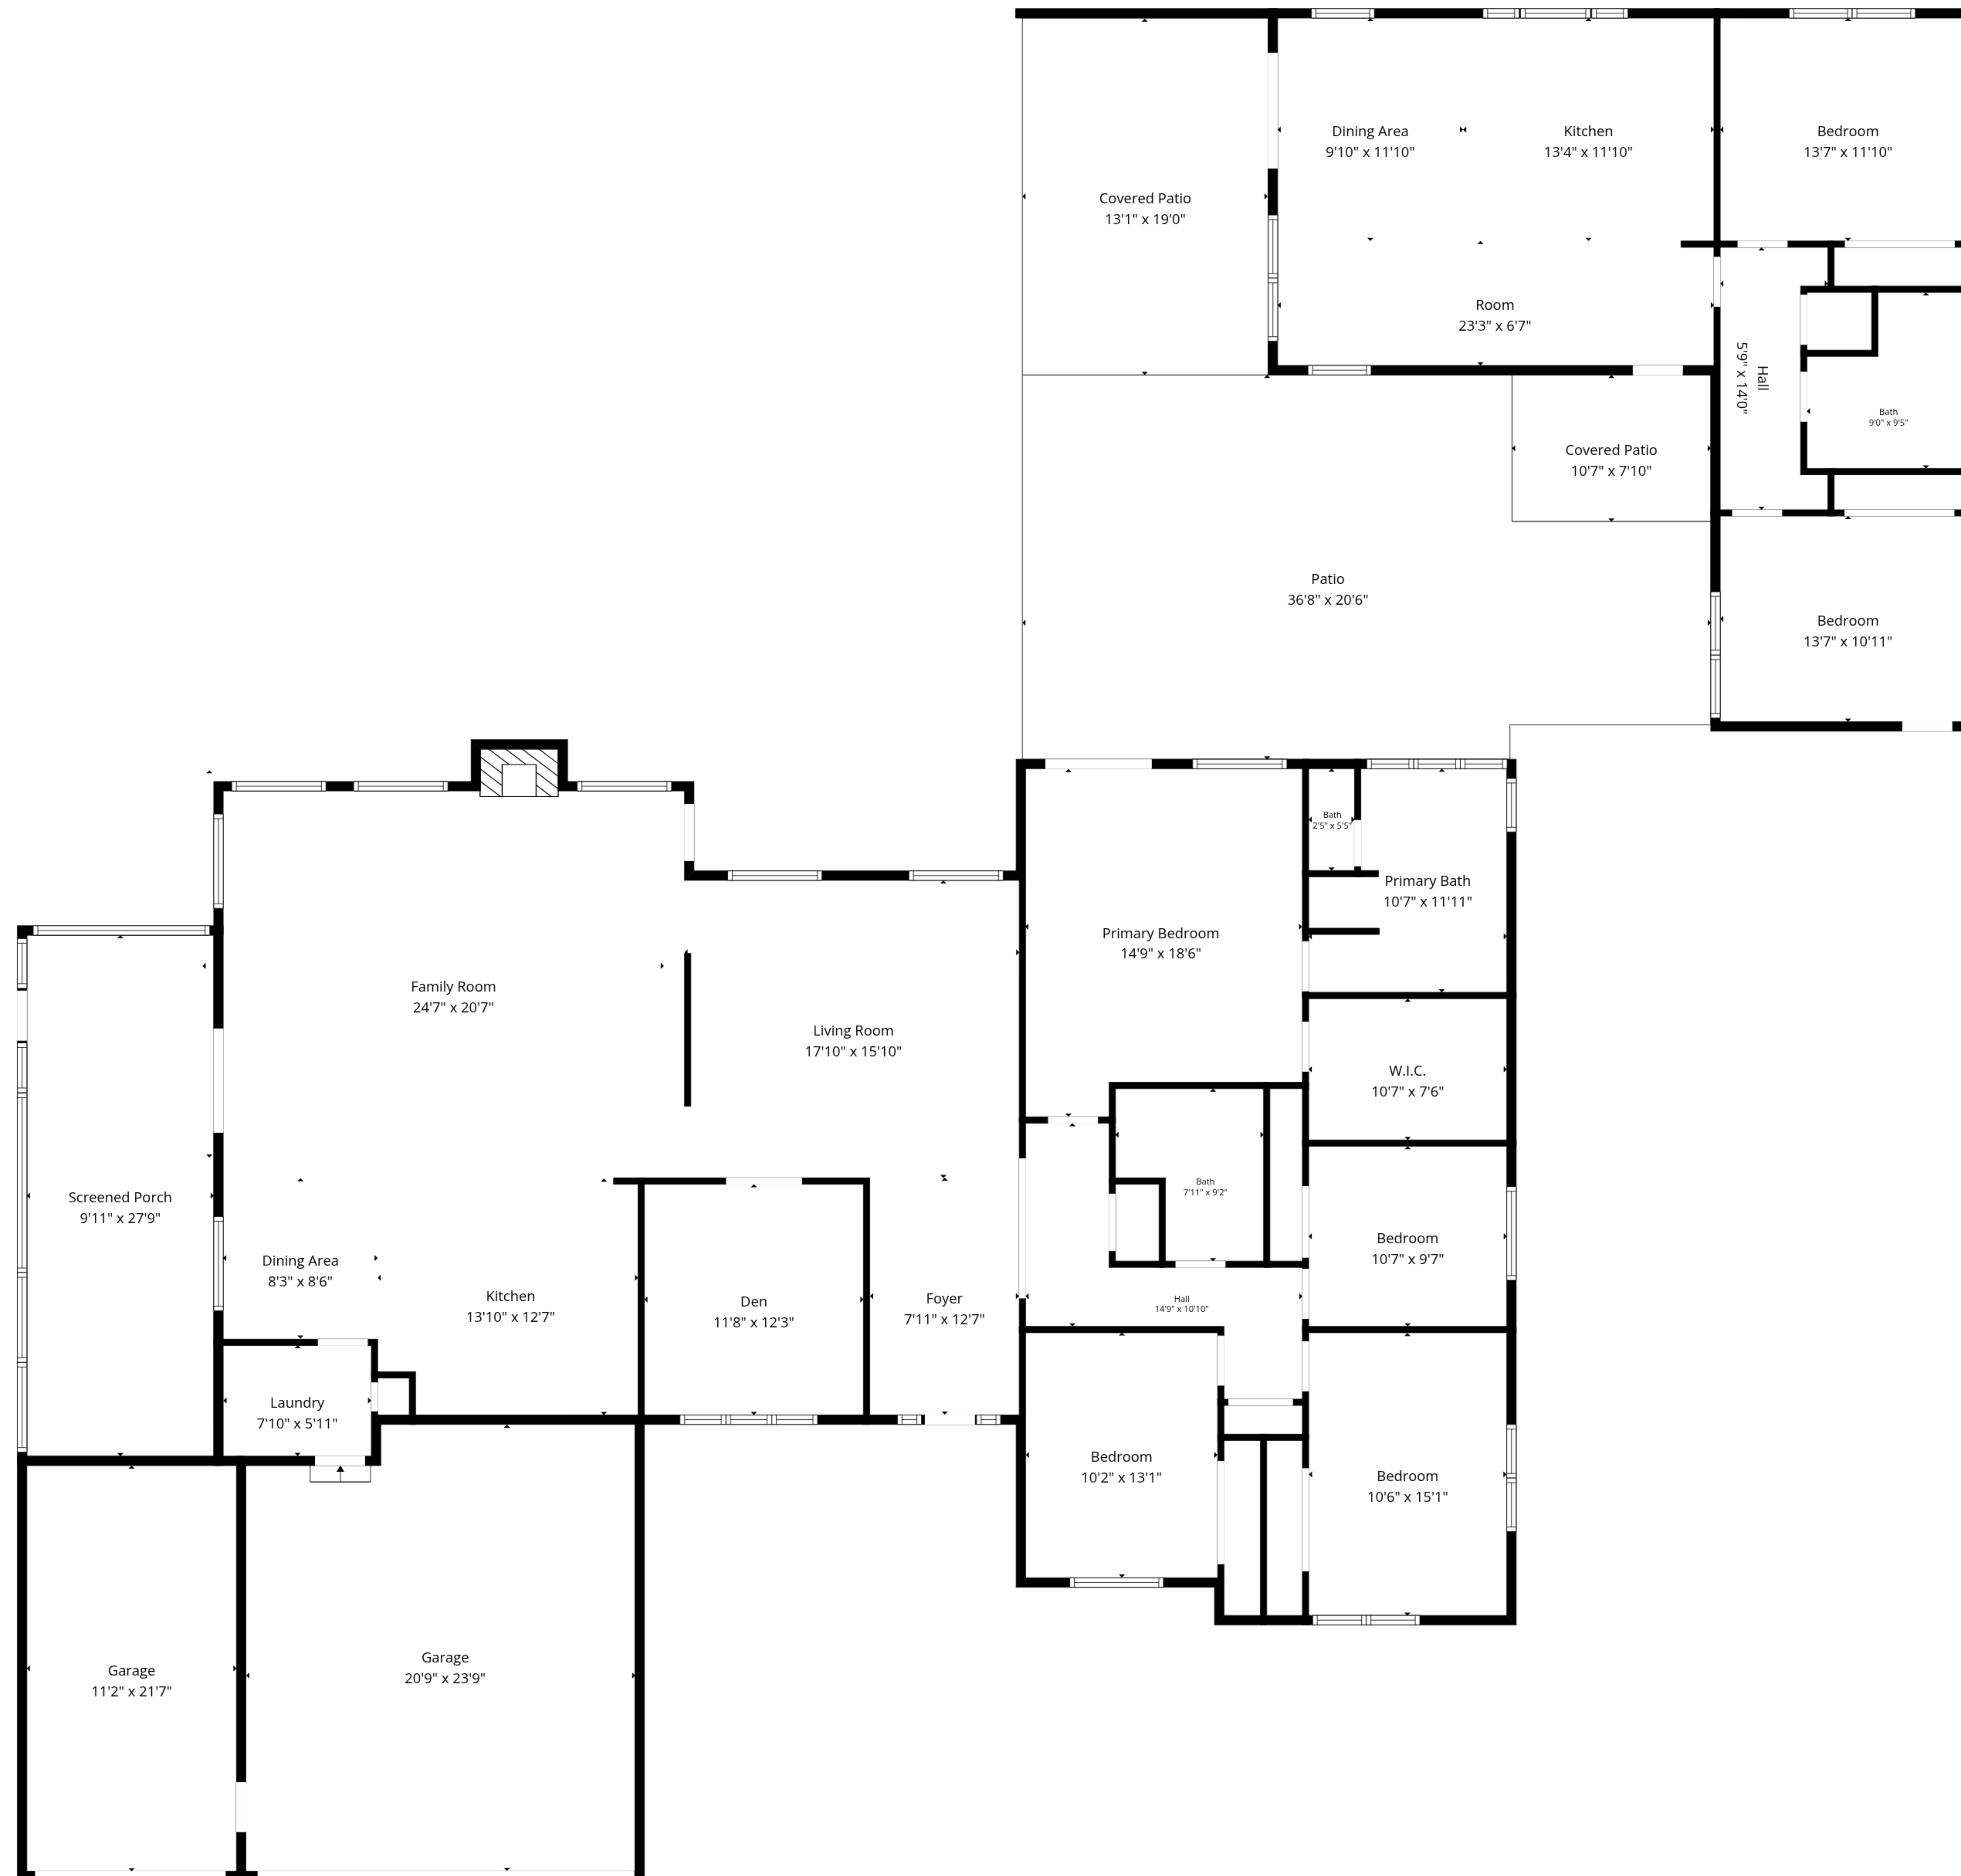 Dining Area
9'10" x 11'10"
Kitchen
13'4" x 11'10"
Bedroom
13'7" x 11'10"
Covered Patio
13'1" x 19'0"
Room
23'3" x 6'7"
Hall
5'9" x 14'0"
Bath
9'0" x 9'5"
Covered Patio
10'7" x 7'10"
Patio
36'8" x 20'6"
Bedroom
13'7" x 10'11"
Bath
2'5" x 5'5"
Primary Bath
10'7" x 11'11"
Primary Bedroom
14'9" x 18'6"
Family Room
24'7" x 20'7"
Living Room
17'10" x 15'10"
W.I.C.
10'7" x 7'6"
Screened Porch
9'11" x 27'9"
Bath
7'11" x 9'2"
Bedroom
10'7" x 9'7"
Dining Area
8'3" x 8'6"
Kitchen
13'10" x 12'7"
Den
11'8" x 12'3"
Foyer
7'11" x 12'7"
Hall
14'9" x 10'10"
Laundry
7'10" x 5'11"
Bedroom
10'2" x 13'1"
Bedroom
10'6" x 15'1"
Garage
11'2" x 21'7"
Garage
20'9" x 23'9"